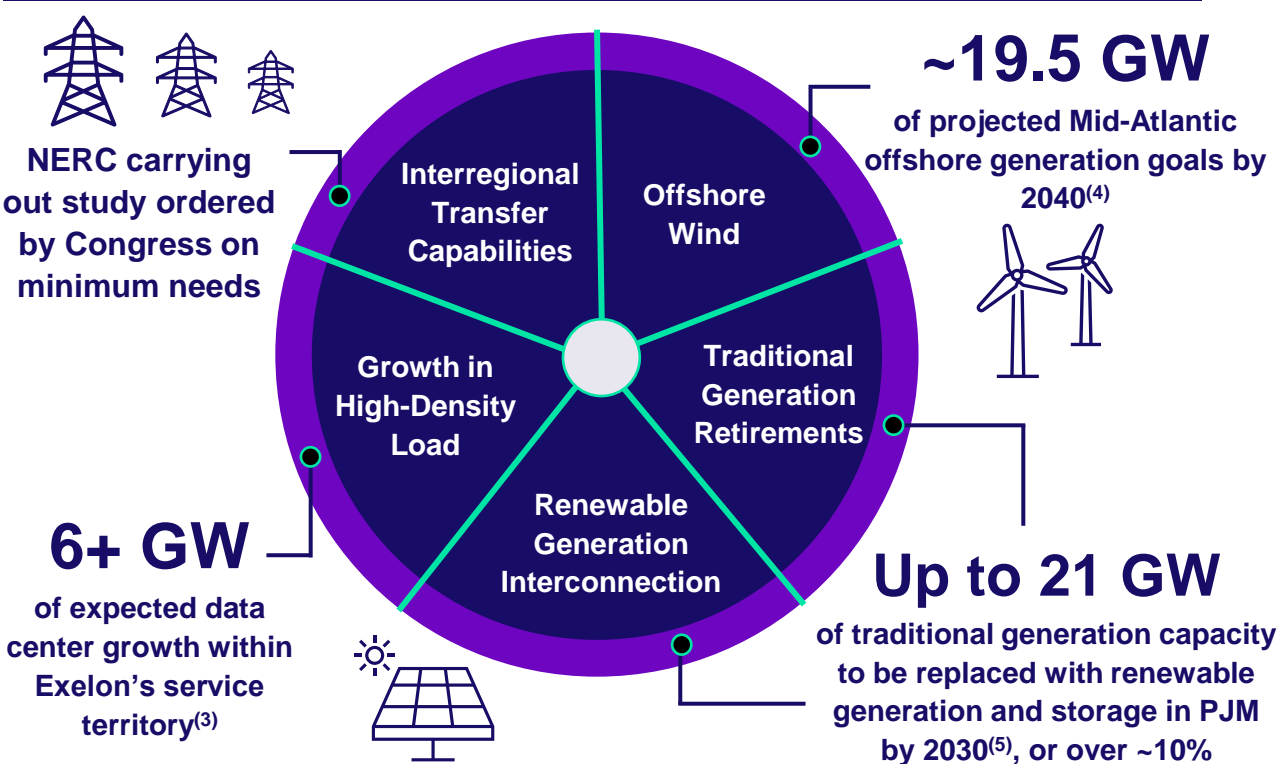 NERC carrying
out study ordered
by Congress on
minimum needs
Interregional
Transfer
Capabilities
Offshore
Wind
~19.5 GW
of projected Mid-Atlantic
offshore generation goals by
2040(4)
Growth in
High-Density
Load
Traditional
Generation
Retirements
Renewable
Generation
Interconnection
6+ GW
of expected data
center growth within
Exelon's service
territory(3)
Up to 21 GW
of traditional generation capacity
to be replaced with renewable
generation and storage in PJM
by 2030(5), or over ~10%